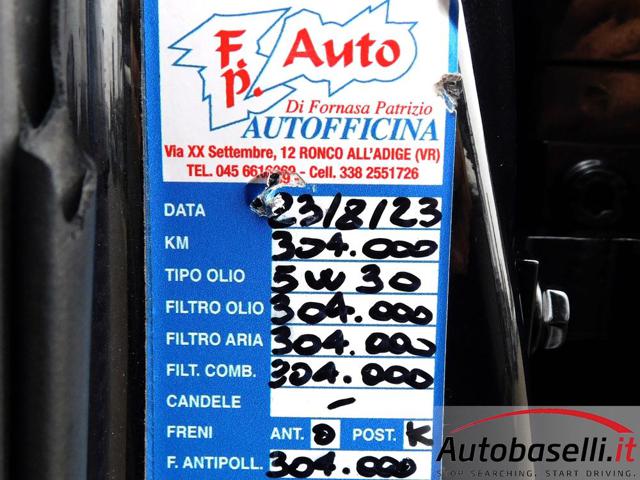 F.P. Auto
Di Fornasa Patrizio
AUTOFFICINA
Via XX Settembre, 12 RONCO ALL'ADIGE (VR)
TEL. 045 - Cell. 338 2551726
DATA 23/8/23
KM 304.000
TIPO OLIO 5W30
FILTRO OLIO 304.000
FILTRO ARIA 304.000
FILT. COMB. 304.000
CANDELE -
FRENI ANT. O POST. K
F. ANTIPOLL. 304.000
Autobaselli.it
STOP SEARCHING. START DRIVING.